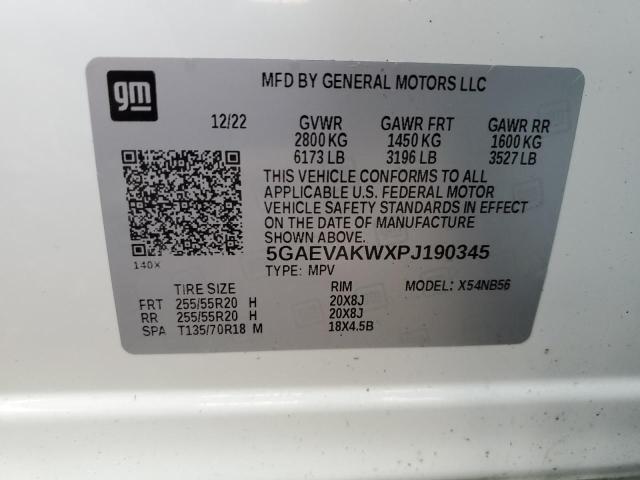 gm
MFD BY GENERAL MOTORS LLC
12/22 GVWR GAWR FRT GAWR RR
2800 KG 1450 KG 1600 KG
6173 LB 3196 LB 3527 LB
THIS VEHICLE CONFORMS TO ALL
APPLICABLE U.S. FEDERAL MOTOR
VEHICLE SAFETY STANDARDS IN EFFECT
ON THE DATE OF MANUFACTURE
SHOWN ABOVE.
140X
5GAEVAKWXPJ190345
TYPE: MPV
TIRE SIZE RIM MODEL: X54NB56
FRT 255/55R20 H 20X8J
RR 255/55R20 H 20X8J
SPA T135/70R18 M 18X4.5B